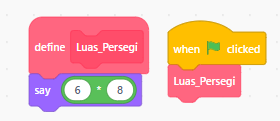 define Luas_Persegi
say 6 * 8
when clicked
Luas_Persegi